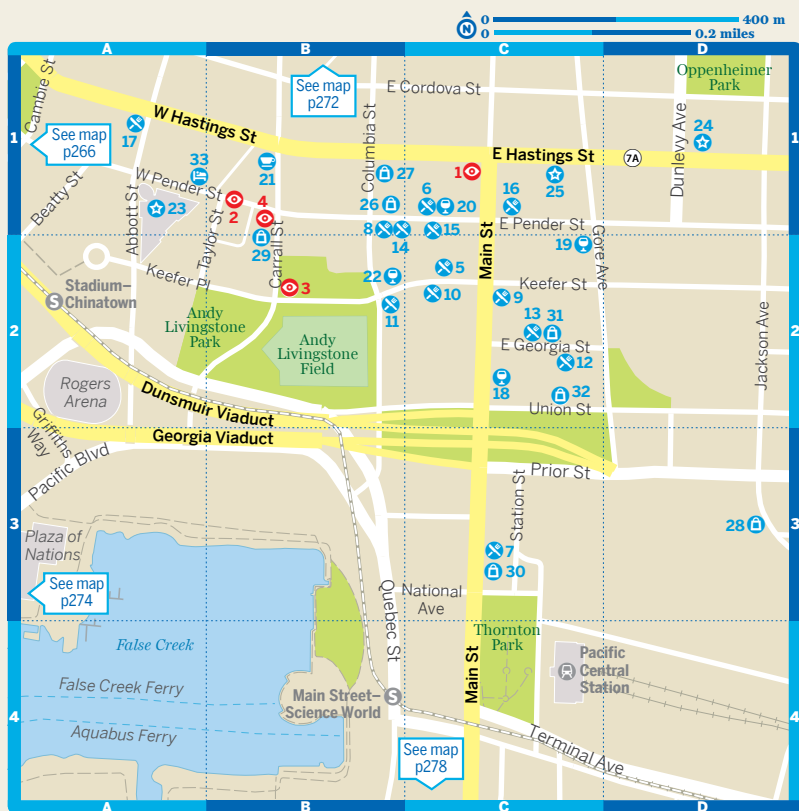 N
0
400 m
0
0.2 miles
A
B
C
D
Cambie St
See map
p272
E Cordova St
Oppenheimer
Park
W Hastings St
Columbia St
1
See map
p266
17
33
21
27
1
E Hastings St
7A
24
Dunlevy Ave
1
Beatty St
W Pender St
23
2
4
26
6
20
16
25
Abbott St
Taylor St
29
Carrall St
8
14
15
E Pender St
19
Gore Ave
Main St
Stadium–
Chinatown
Keefer Pl
3
22
5
10
11
9
Keefer St
2
Andy
Livingstone
Park
Andy
Livingstone
Field
13
31
E Georgia St
12
Jackson Ave
2
Rogers
Arena
18
32
Dunsmuir Viaduct
Union St
Griffiths
Way
Georgia Viaduct
Pacific Blvd
Prior St
Station St
3
Plaza of
Nations
28
3
7
30
See map
p274
National
Ave
Quebec St
Thornton
Park
False Creek
Pacific
Central
Station
False Creek Ferry
Main Street–
Science World
Main St
4
Aquabus Ferry
See map
p278
Terminal Ave
4
A
B
C
D